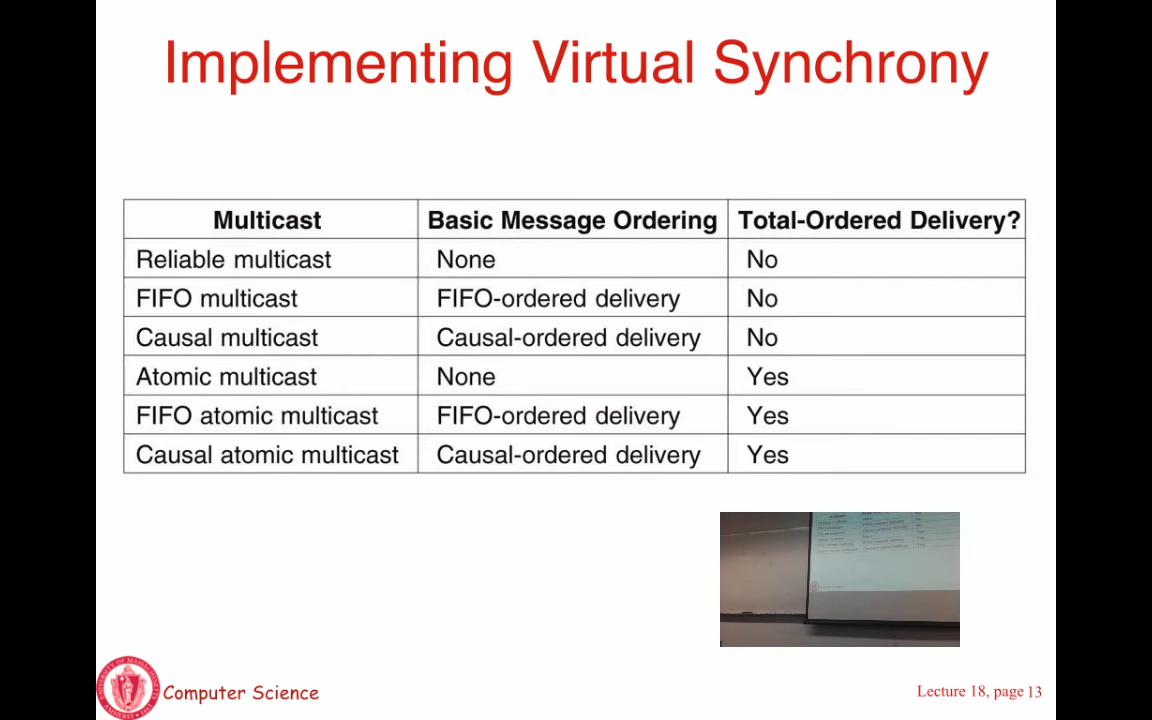 Implementing Virtual Synchrony
Multicast Basic Message Ordering Total-Ordered Delivery?
Reliable multicast None No
FIFO multicast FIFO-ordered delivery No
Causal multicast Causal-ordered delivery No
Atomic multicast None Yes
FIFO atomic multicast FIFO-ordered delivery Yes
Causal atomic multicast Causal-ordered delivery Yes
Computer Science
Lecture 18, page 13